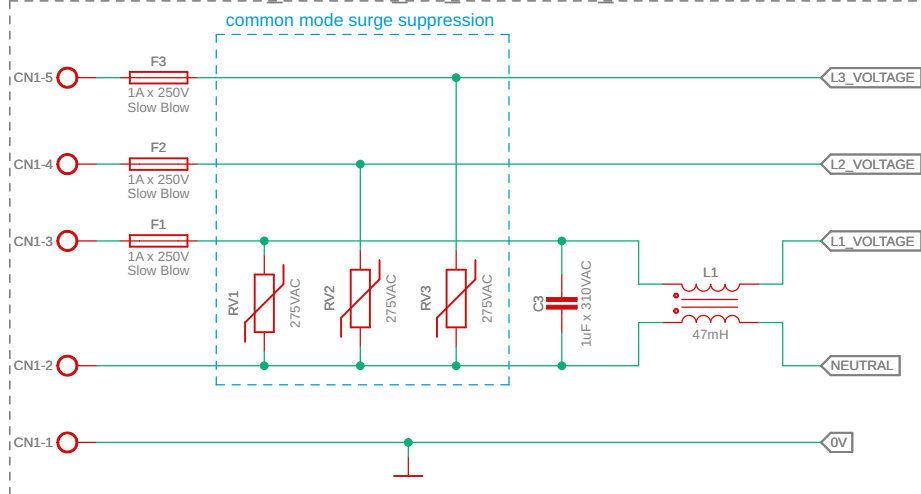 common mode surge suppression
CN1-5
F3
1A x 250V
Slow Blow
L3_VOLTAGE
CN1-4
F2
1A x 250V
Slow Blow
L2_VOLTAGE
CN1-3
F1
1A x 250V
Slow Blow
L1_VOLTAGE
RV1
275VAC
RV2
275VAC
RV3
275VAC
C3
1uF x 310VAC
L1
47mH
CN1-2
NEUTRAL
CN1-1
0V